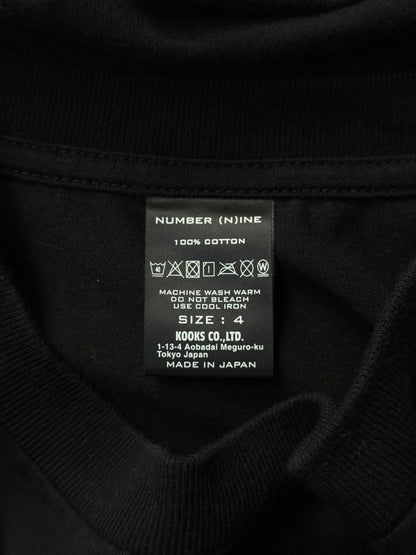 NUMBER (N)INE
100% COTTON
MACHINE WASH WARM
DO NOT BLEACH
USE COOL IRON
SIZE : 4
KOOKS CO.,LTD.
1-13-4 Aobadai Meguro-ku
Tokyo Japan
MADE IN JAPAN